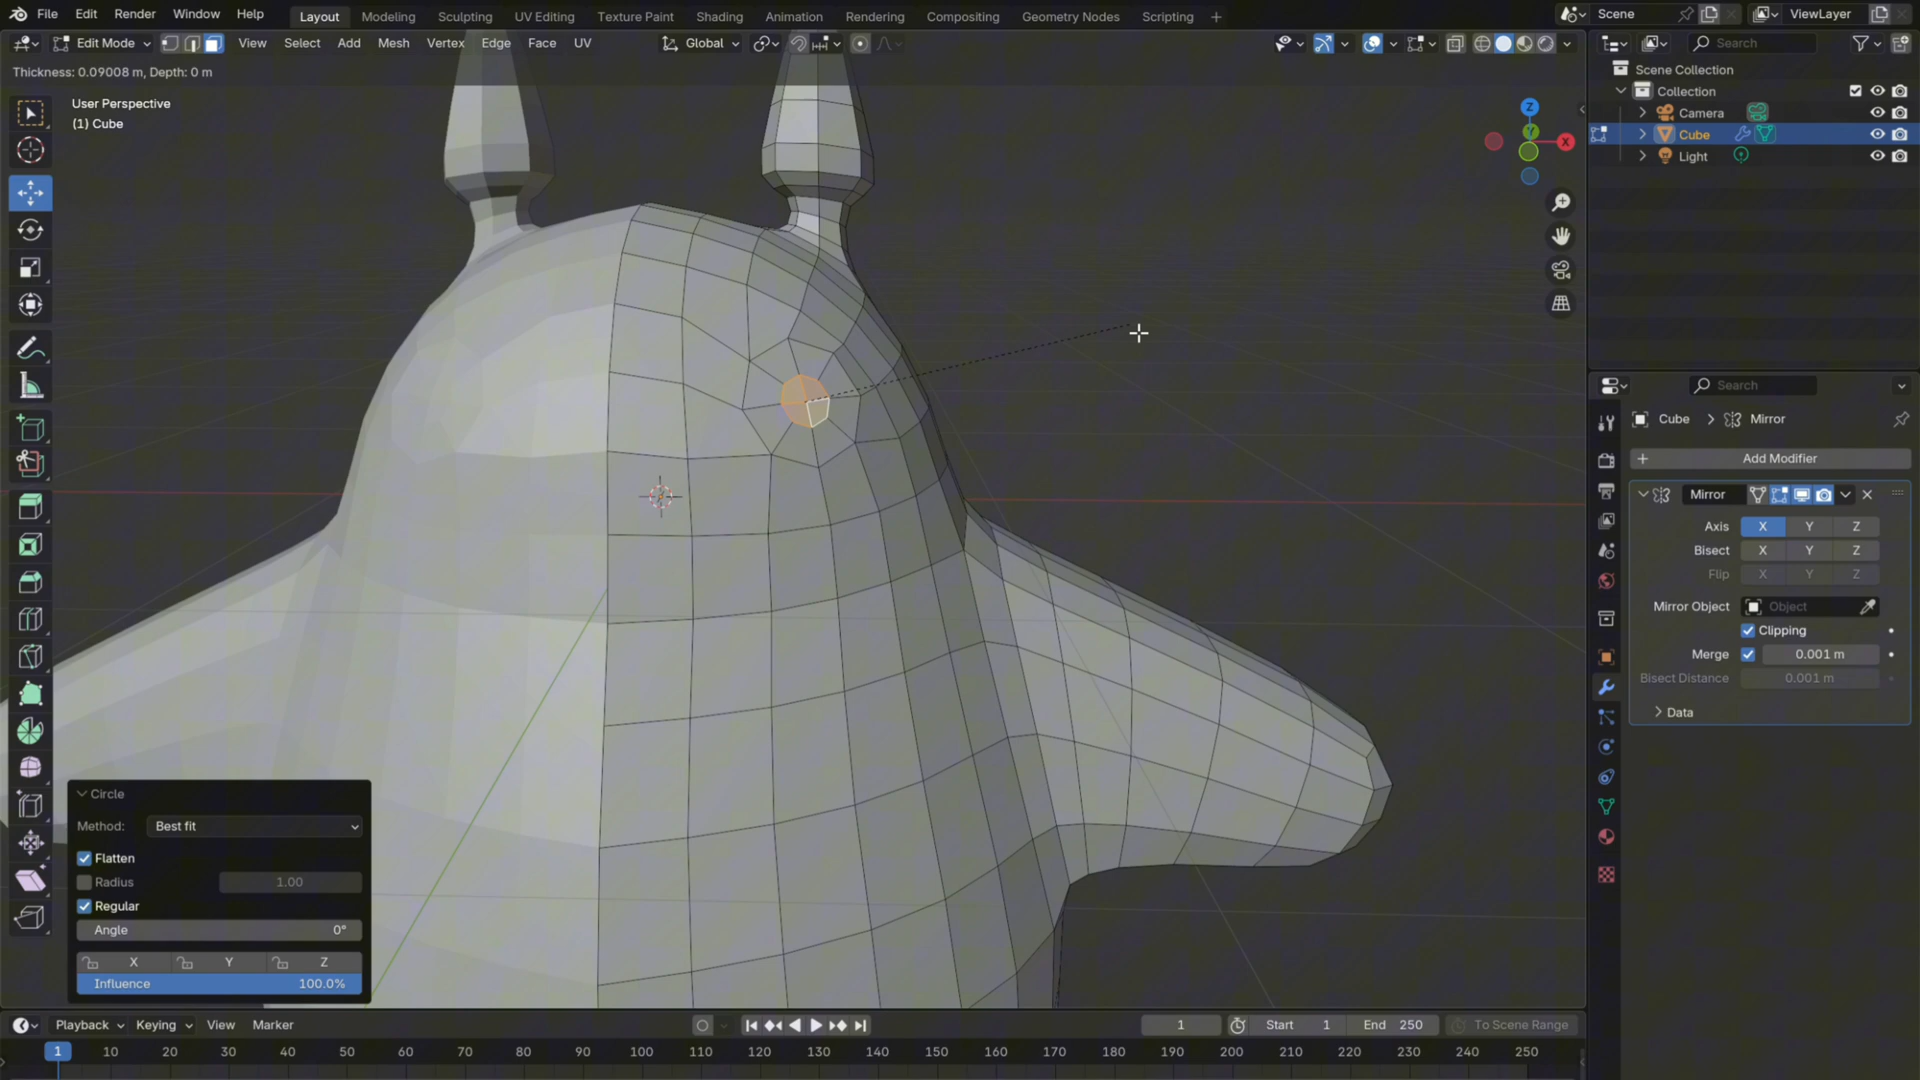 File Edit Render Window Help Layout Modeling Sculpting UV Editing Texture Paint Shading Animation Rendering Compositing Geometry Nodes Scripting + Scene ViewLayer
Edit Mode View Select Add Mesh Vertex Edge Face UV Global Search
Thickness: 0.09008 m, Depth: 0 m
User Perspective
(1) Cube
Z
Y
X
Scene Collection
Collection
Camera
Cube
Light
Search
Cube > Mirror
+ Add Modifier
Mirror
Axis X Y Z
Bisect X Y Z
Flip X Y Z
Mirror Object Object
Clipping
Merge 0.001 m
Bisect Distance 0.001 m
Data
Circle
Method: Best fit
Flatten
Radius 1.00
Regular
Angle 0°
X Y Z
Influence 100.0%
Playback Keying View Marker 1 Start 1 End 250 To Scene Range
1 10 20 30 40 50 60 70 80 90 100 110 120 130 140 150 160 170 180 190 200 210 220 230 240 250